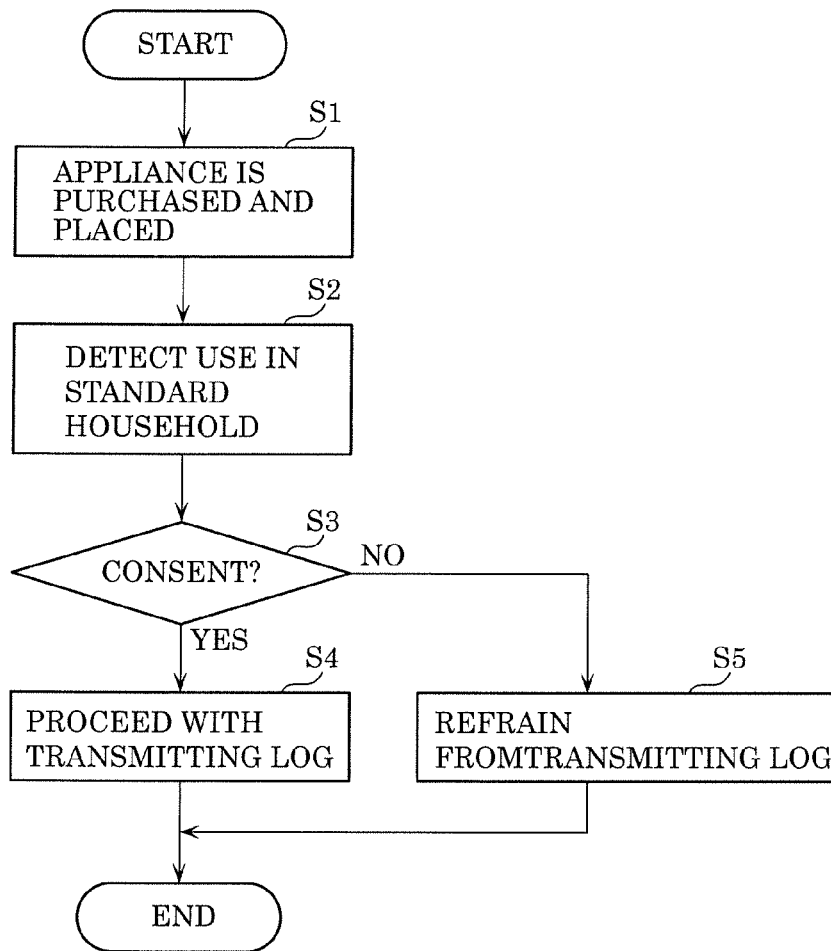 START
S1
APPLIANCE IS
PURCHASED AND
PLACED
S2
DETECT USE IN
STANDARD
HOUSEHOLD
S3
CONSENT?
NO
YES
S4
PROCEED WITH
TRANSMITTING LOG
S5
REFRAIN
FROMTRANSMITTING LOG
END